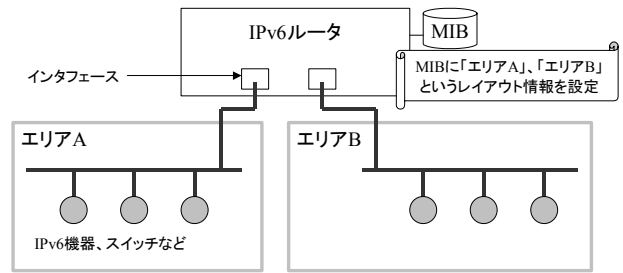 IPv6ルータ
MIB
インタフェース
MIBに「エリアA」、「エリアB」
というレイアウト情報を設定
エリアA
エリアB
IPv6機器、スイッチなど